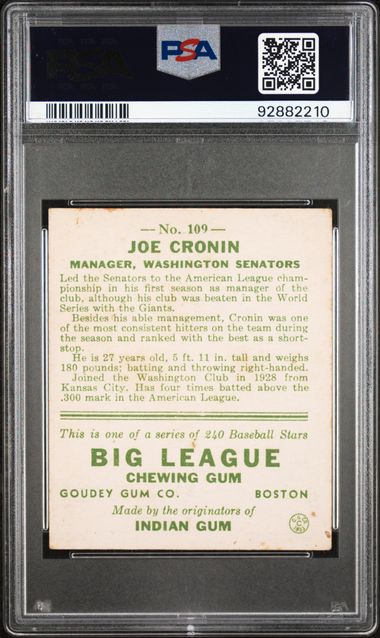 PSA
92882210
— No. 109 —
JOE CRONIN
MANAGER, WASHINGTON SENATORS
Led the Senators to the American League cham-
pionship in his first season as manager of the
club, although his club was beaten in the World
Series with the Giants.
Besides his able management, Cronin was one
of the most consistent hitters on the team during
the season and ranked with the best as a short-
stop.
He is 27 years old, 5 ft. 11 in. tall and weighs
180 pounds; batting and throwing right-handed.
Joined the Washington Club in 1928 from
Kansas City. Has four times batted above the
.300 mark in the American League.
This is one of a series of 240 Baseball Stars
BIG LEAGUE
CHEWING GUM
GOUDEY GUM CO. BOSTON
Made by the originators of
INDIAN GUM